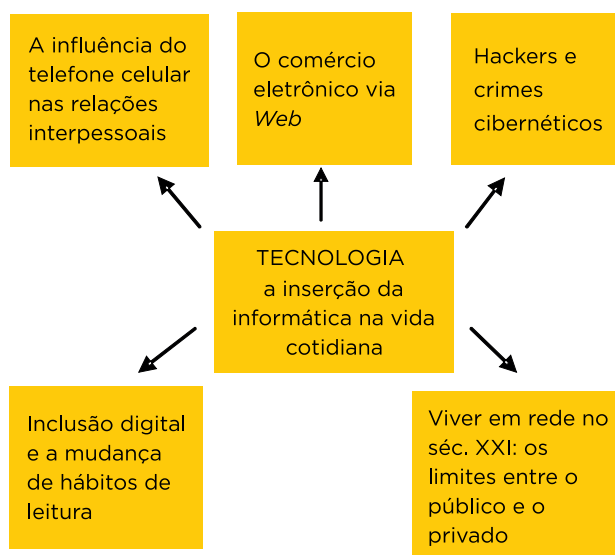 A influência do
telefone celular
nas relações
interpessoais
O comércio
eletrônico via
Web
Hackers e
crimes
cibernéticos
TECNOLOGIA
a inserção da
informática na vida
cotidiana
Inclusão digital
e a mudança
de hábitos de
leitura
Viver em rede no
séc. XXI: os
limites entre o
público e o
privado